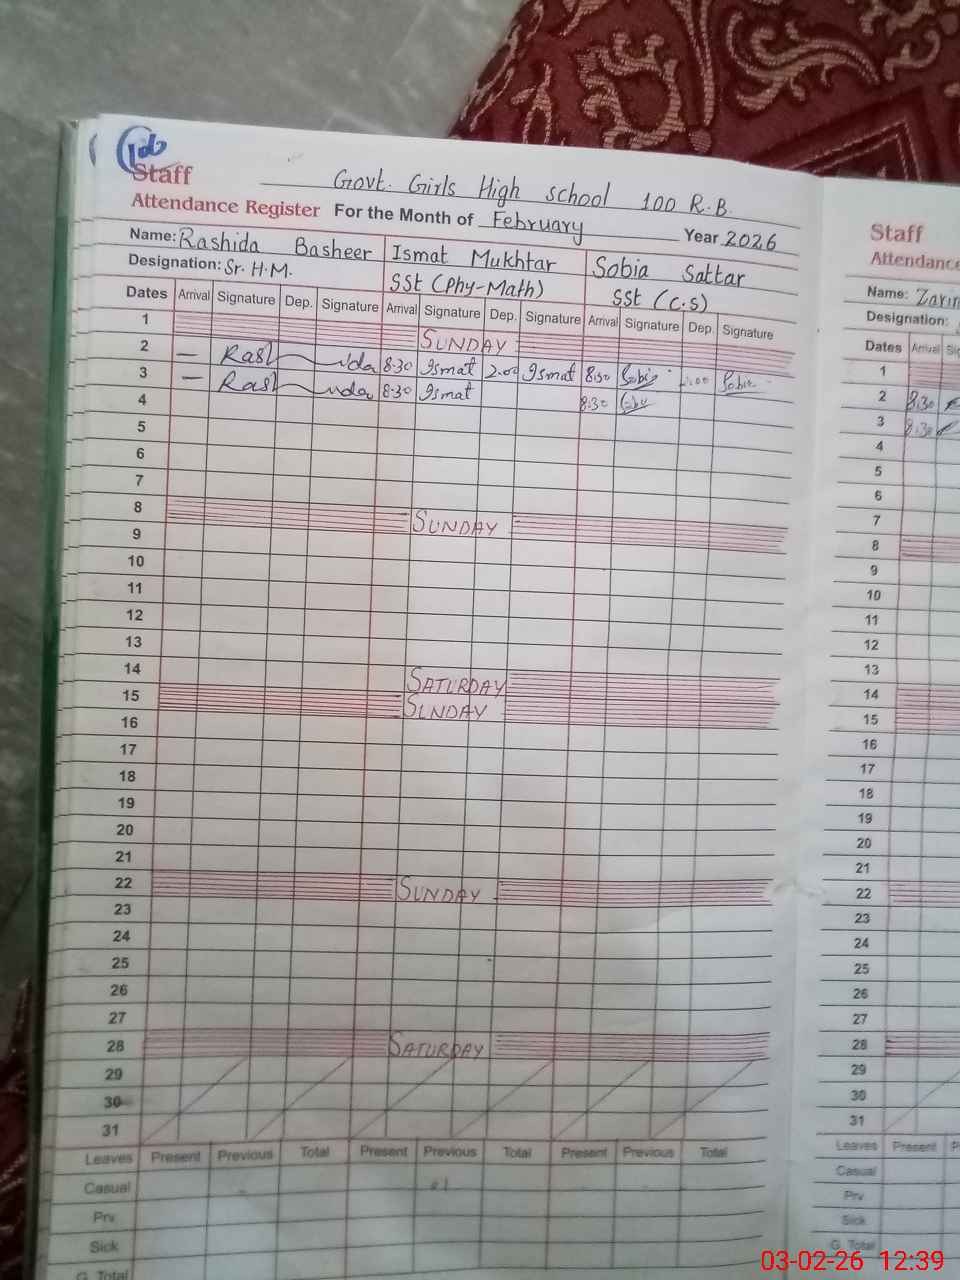 Staff
Govt. Girls High school 100 R.B.
Attendance Register For the Month of February Year 2026
Name: Rashida Basheer Ismat Mukhtar Sobia Sattar
Designation: Sr. H.M. SSt (Phy-Math) SSt (C.S)
Dates Arrival Signature Dep. Signature Arrival Signature Dep. Signature Arrival Signature Dep. Signature
1 SUNDAY
2 — 8:30 Ismat 2.00 Ismat 8:30 Sobia Sobia
3 — 8:30 Ismat 8:30
4
5
6
7
8 SUNDAY
9
10
11
12
13
14 SATURDAY
15 SUNDAY
16
17
18
19
20
21
22 SUNDAY
23
24
25
26
27
28 SATURDAY
29
30
31
Leaves Present Previous Total Present Previous Total Present Previous Total
Casual
Prv
Sick
G. Total
Staff
Attendance
Name:
Designation:
Dates Arrival
1
2 8:30
3 8:30
4
5
6
7
8
9
10
11
12
13
14
15
16
17
18
19
20
21
22
23
24
25
26
27
28
29
30
31
Leaves Present
Casual
Prv
Sick
G. Total
03-02-26 12:39